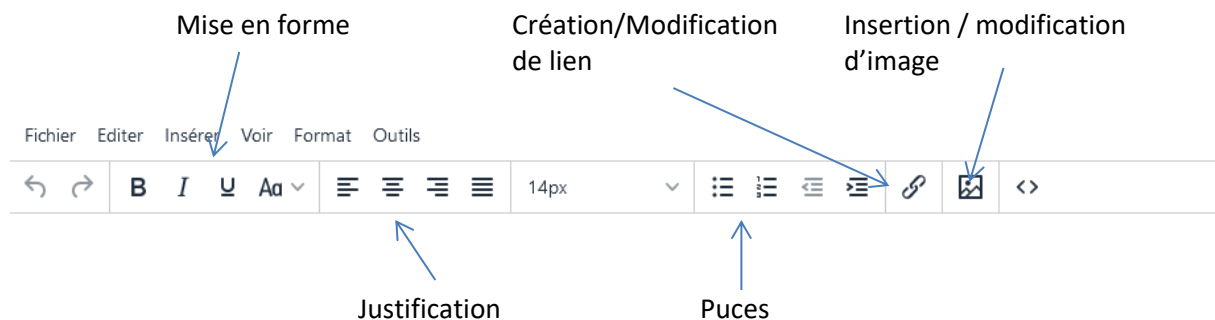 Mise en forme
Création/Modification
de lien
Insertion / modification
d’image
Fichier Editer Insérer Voir Format Outils
B I U Aa 14px
Justification
Puces